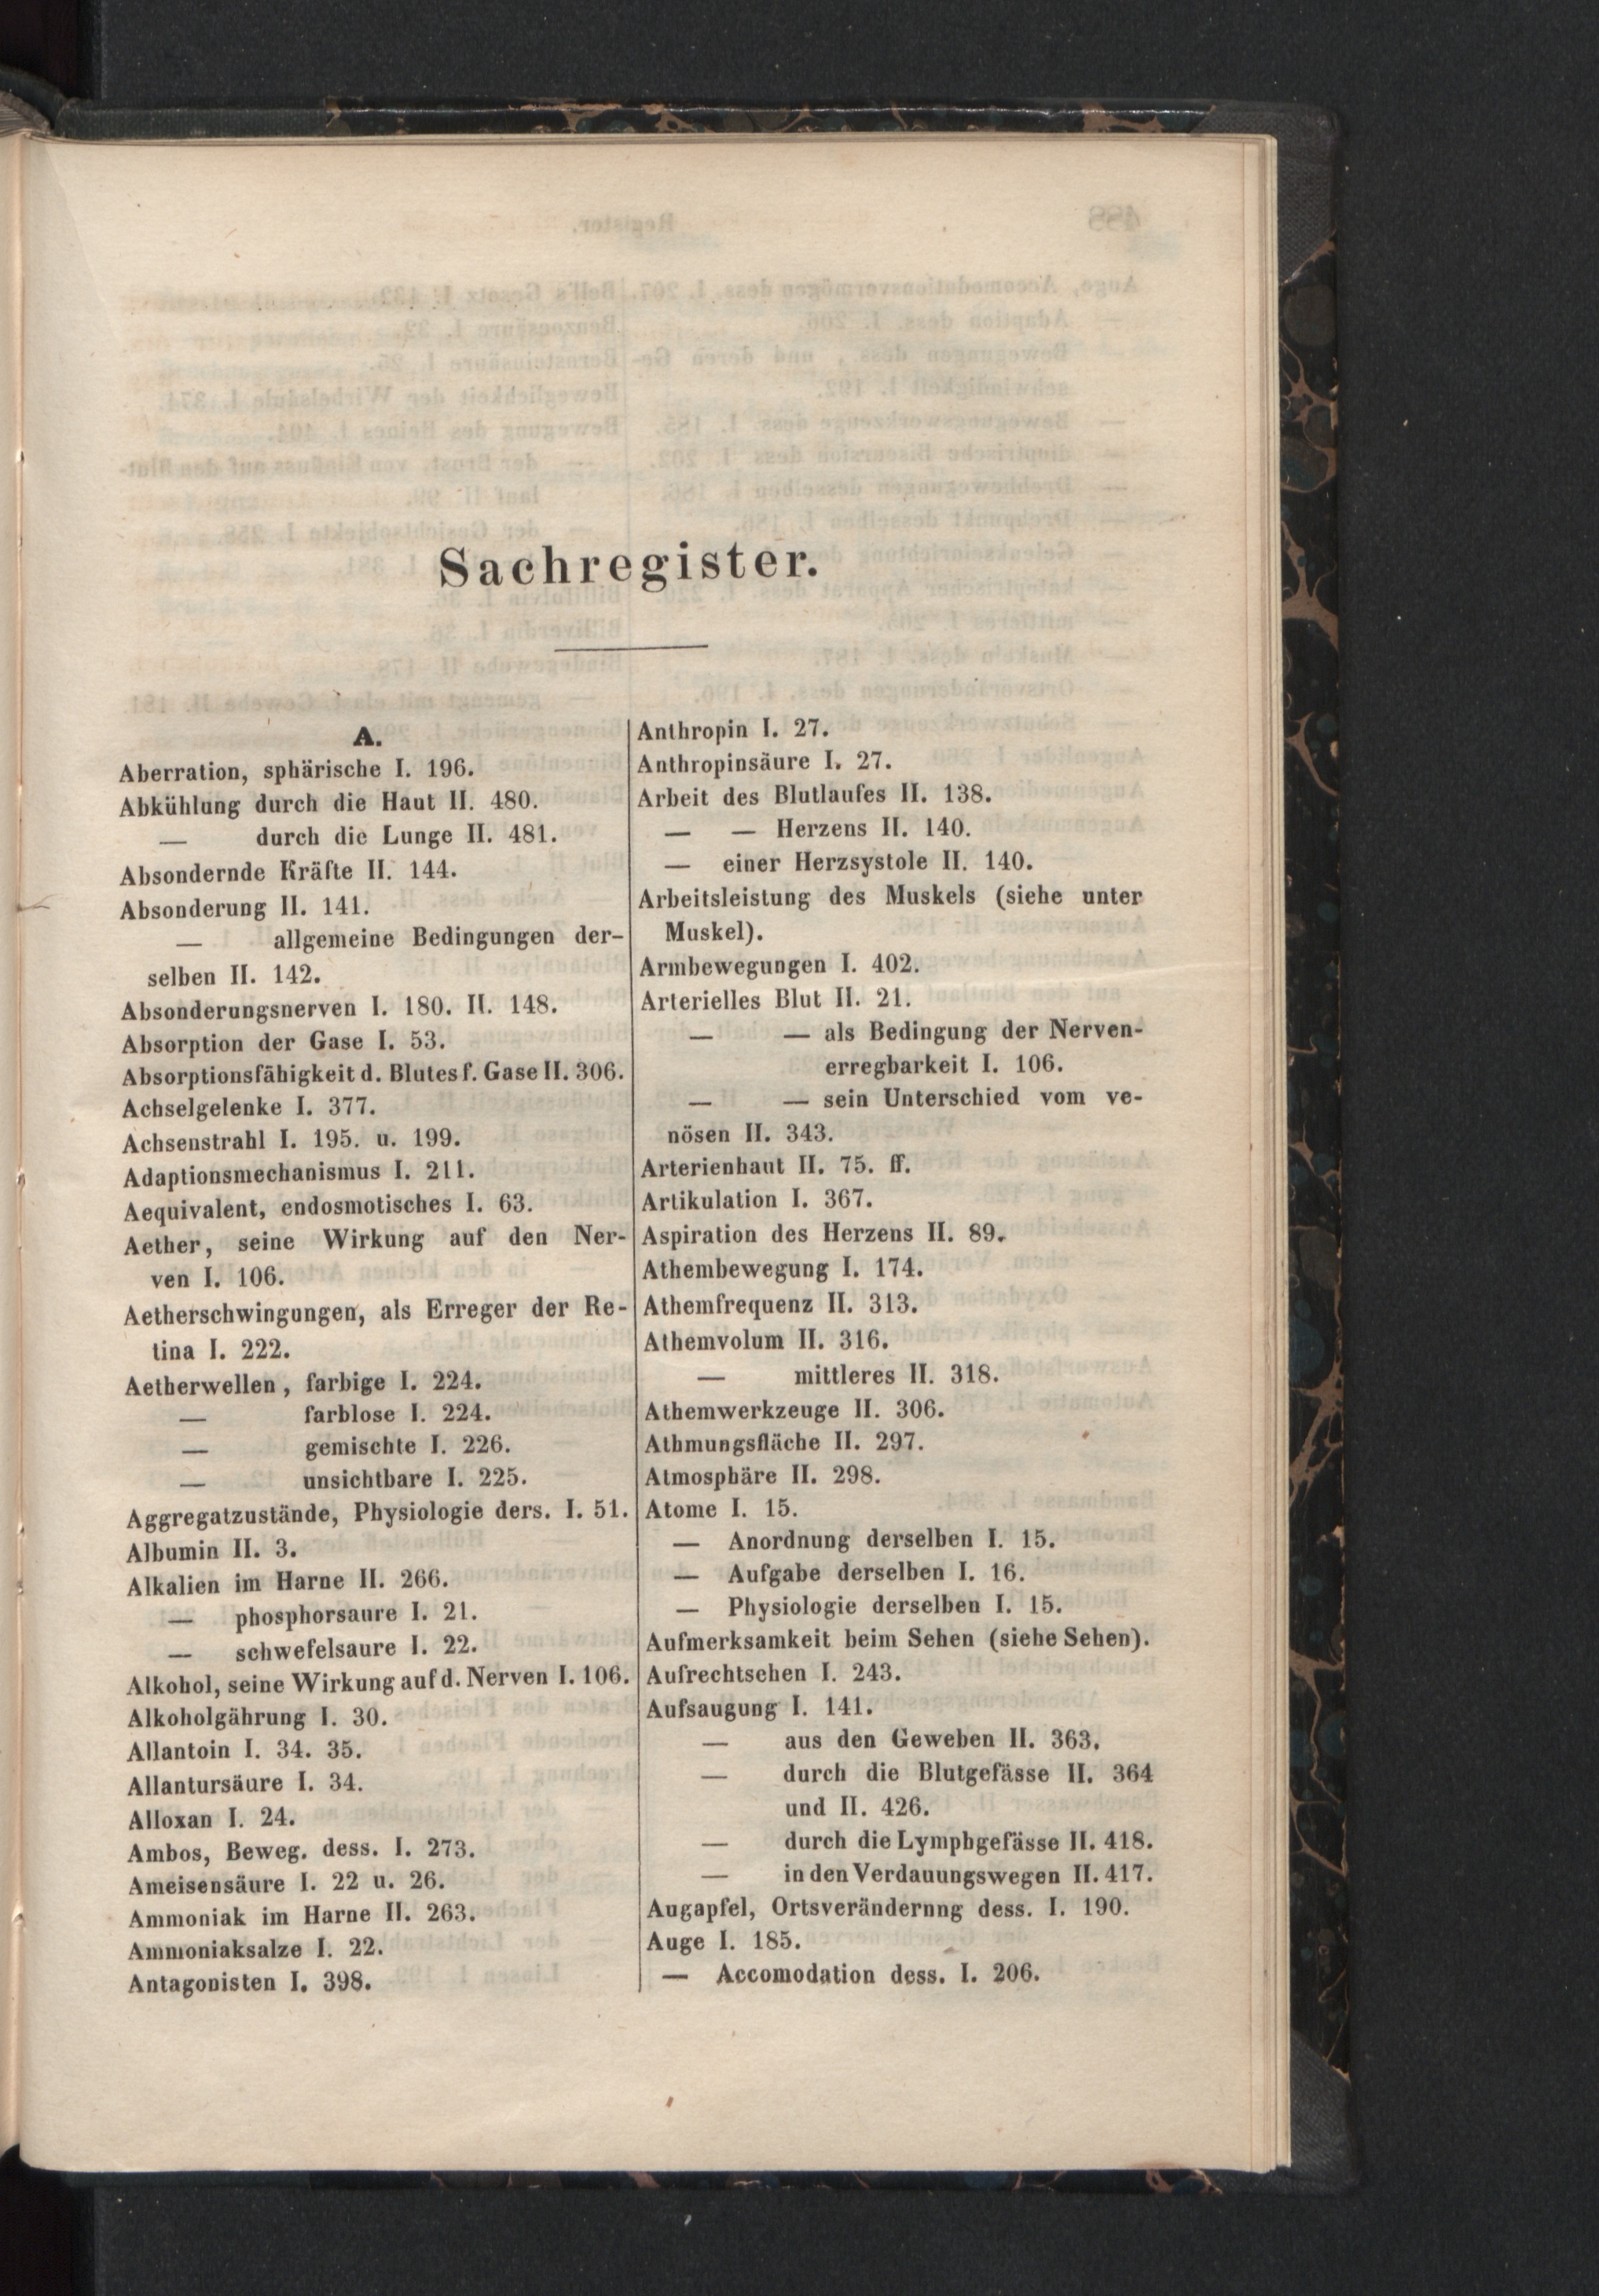 Sachregister.
A.
Aberration, sphärische I. 196.
Abkühlung durch die Haut II. 480.
— durch die Lunge II. 481.
Absondernde Kräfte II. 144.
Absonderung II. 141.
— allgemeine Bedingungen der-
selben II. 142.
Absonderungsnerven I. 180. II. 148.
Absorption der Gase I. 53.
Absorptionsfähigkeit d. Blutes f. Gase II. 306.
Achselgelenke I. 377.
Achsenstrahl I. 195. u. 199.
Adaptionsmechanismus I. 211.
Aequivalent, endosmotisches I. 63.
Aether, seine Wirkung auf den Ner-
ven I. 106.
Aetherschwingungen, als Erreger der Re-
tina I. 222.
Aetherwellen, farbige I. 224.
— farblose I. 224.
— gemischte I. 226.
— unsichtbare I. 225.
Aggregatzustände, Physiologie ders. I. 51.
Albumin II. 3.
Alkalien im Harne II. 266.
— phosphorsaure I. 21.
— schwefelsaure I. 22.
Alkohol, seine Wirkung auf d. Nerven I. 106.
Alkoholgährung I. 30.
Allantoin I. 34. 35.
Allantursäure I. 34.
Alloxan I. 24.
Ambos, Beweg. dess. I. 273.
Ameisensäure I. 22 u. 26.
Ammoniak im Harne II. 263.
Ammoniaksalze I. 22.
Antagonisten I. 398.
Anthropin I. 27.
Anthropinsäure I. 27.
Arbeit des Blutlaufes II. 138.
— — Herzens II. 140.
— einer Herzsystole II. 140.
Arbeitsleistung des Muskels (siehe unter
Muskel).
Armbewegungen I. 402.
Arterielles Blut II. 21.
— — als Bedingung der Nerven-
erregbarkeit I. 106.
— — sein Unterschied vom ve-
nösen II. 343.
Arterienhaut II. 75. ff.
Artikulation I. 367.
Aspiration des Herzens II. 89.
Athembewegung I. 174.
Athemfrequenz II. 313.
Athemvolum II. 316.
— mittleres II. 318.
Athemwerkzeuge II. 306.
Athmungsfläche II. 297.
Atmosphäre II. 298.
Atome I. 15.
— Anordnung derselben I. 15.
— Aufgabe derselben I. 16.
— Physiologie derselben I. 15.
Aufmerksamkeit beim Sehen (siehe Sehen).
Aufrechtsehen I. 243.
Aufsaugung I. 141.
— aus den Geweben II. 363.
— durch die Blutgefässe II. 364
und II. 426.
— durch die Lymphgefässe II. 418.
— in den Verdauungswegen II. 417.
Augapfel, Ortsverändernng dess. I. 190.
Auge I. 185.
— Accomodation dess. I. 206.